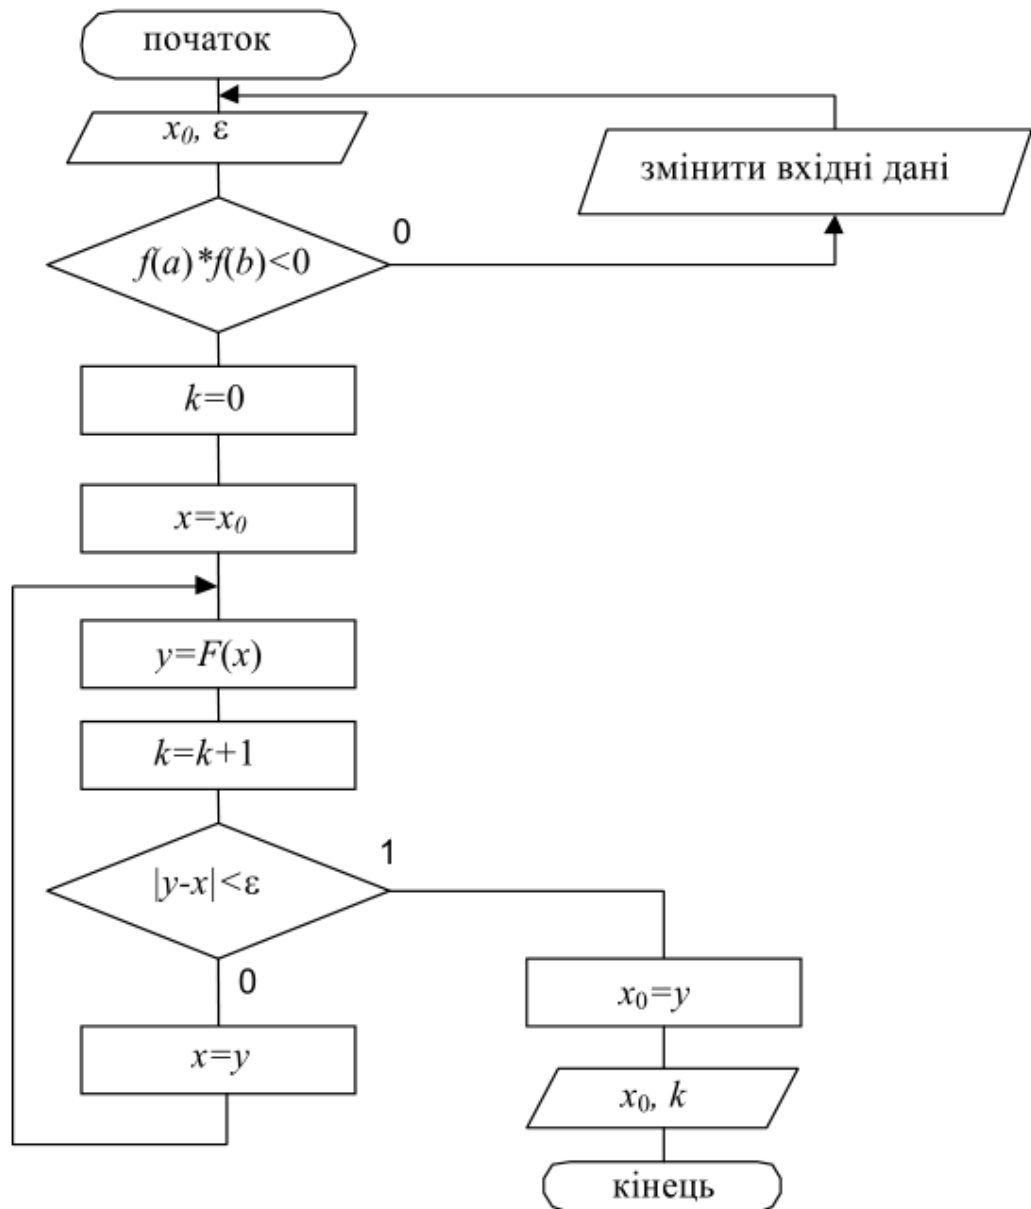 початок
x₀, ε
змінити вхідні дані
f(a)*f(b)<0
0
k=0
x=x₀
y=F(x)
k=k+1
|y-x|<ε
1
0
x₀=y
x=y
x₀, k
кінець